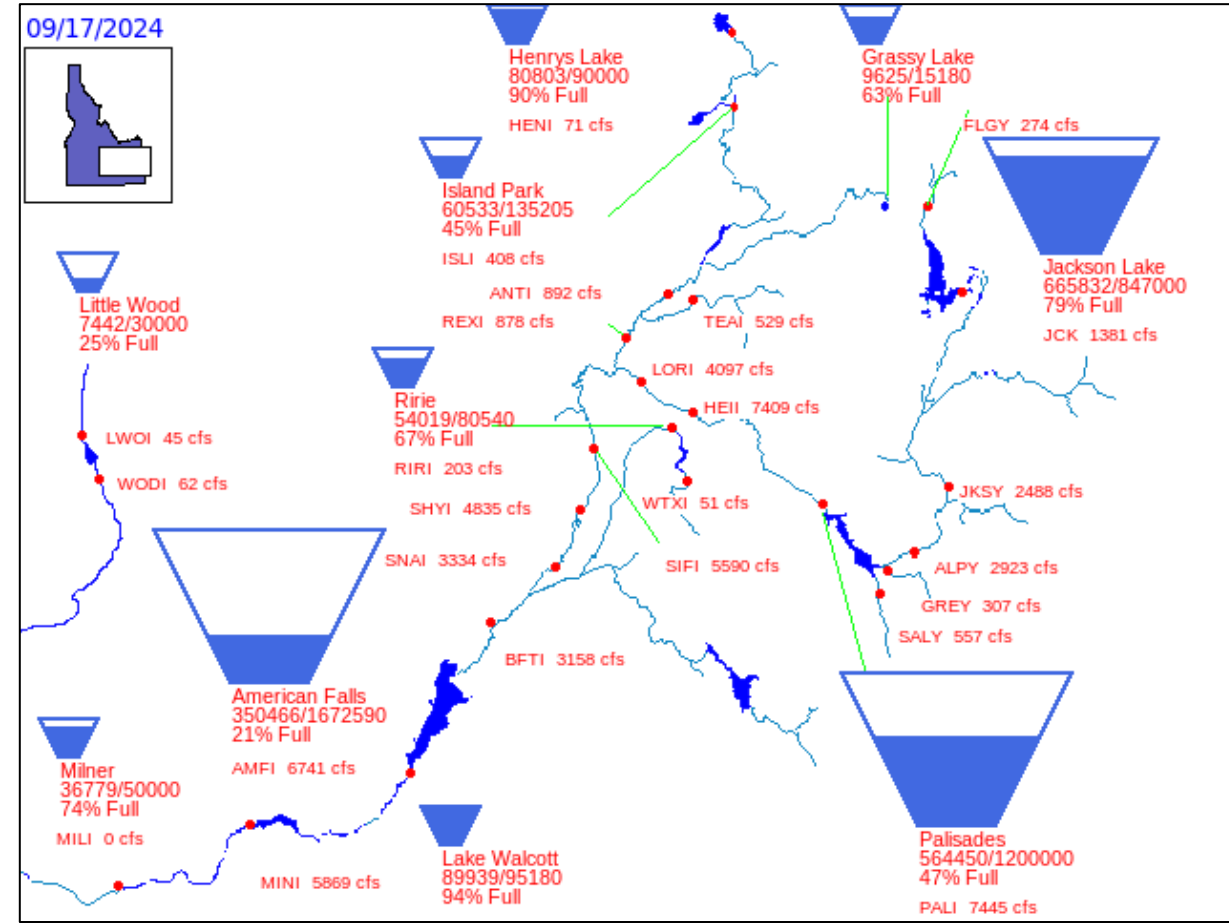 09/17/2024
Henrys Lake
80803/90000
90% Full
HENI 71 cfs
Grassy Lake
9625/15180
63% Full
FLGY 274 cfs
Island Park
60533/135205
45% Full
ISLI 408 cfs
Jackson Lake
665832/847000
79% Full
JCK 1381 cfs
Little Wood
7442/30000
25% Full
ANTI 892 cfs
REXI 878 cfs
TEAI 529 cfs
LORI 4097 cfs
HEII 7409 cfs
Ririe
54019/80540
67% Full
RIRI 203 cfs
LWOI 45 cfs
WODI 62 cfs
WTXI 51 cfs
JKSY 2488 cfs
SHYI 4835 cfs
SNAI 3334 cfs
SIFI 5590 cfs
ALPY 2923 cfs
GREY 307 cfs
SALY 557 cfs
BFTI 3158 cfs
American Falls
350466/1672590
21% Full
AMFI 6741 cfs
Milner
36779/50000
74% Full
MILI 0 cfs
MINI 5869 cfs
Lake Walcott
89939/95180
94% Full
Palisades
564450/1200000
47% Full
PALI 7445 cfs